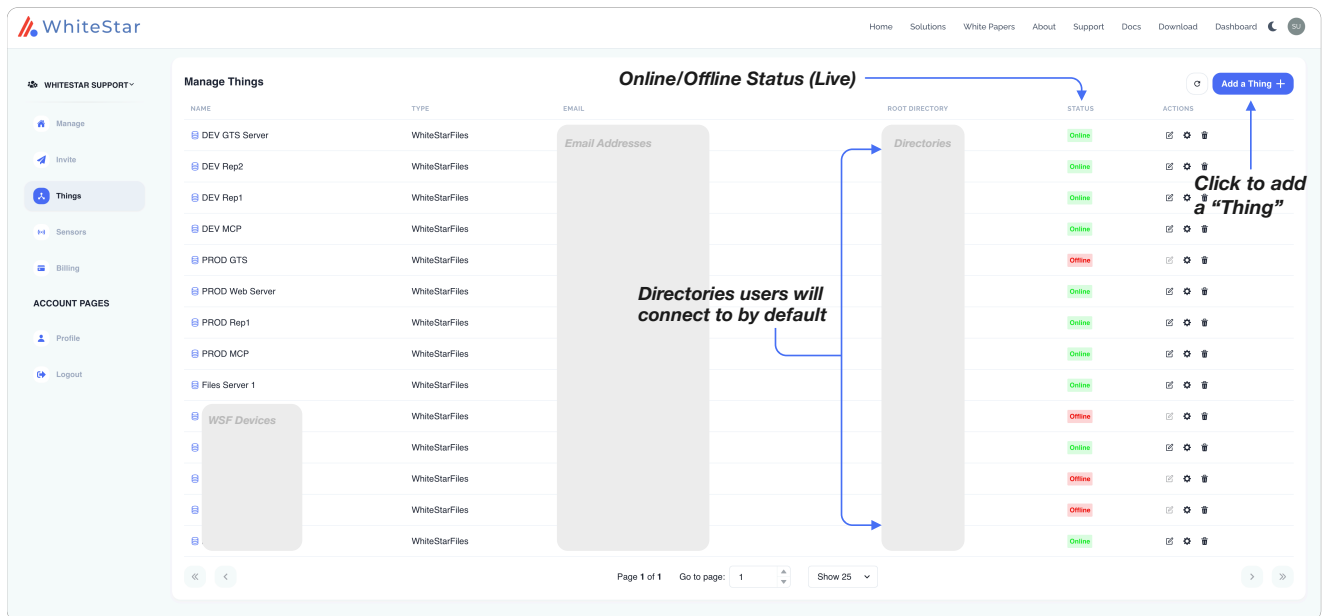 WhiteStar
Home Solutions White Papers About Support Docs Download Dashboard SU
WHITESTAR SUPPORT
Manage
Invite
Things
Sensors
Billing
ACCOUNT PAGES
Profile
Logout
Manage Things
Online/Offline Status (Live)
Add a Thing +
NAME TYPE EMAIL ROOT DIRECTORY STATUS ACTIONS
Email Addresses
Directories
DEV GTS Server WhiteStarFiles Online
DEV Rep2 WhiteStarFiles Online
Click to add
a “Thing”
DEV Rep1 WhiteStarFiles Online
DEV MCP WhiteStarFiles Online
PROD GTS WhiteStarFiles Offline
PROD Web Server WhiteStarFiles Online
Directories users will
connect to by default
PROD Rep1 WhiteStarFiles Online
PROD MCP WhiteStarFiles Online
Files Server 1 WhiteStarFiles Online
WSF Devices
WhiteStarFiles Offline
WhiteStarFiles Online
WhiteStarFiles Offline
WhiteStarFiles Offline
WhiteStarFiles Online
Page 1 of 1 Go to page: 1 Show 25